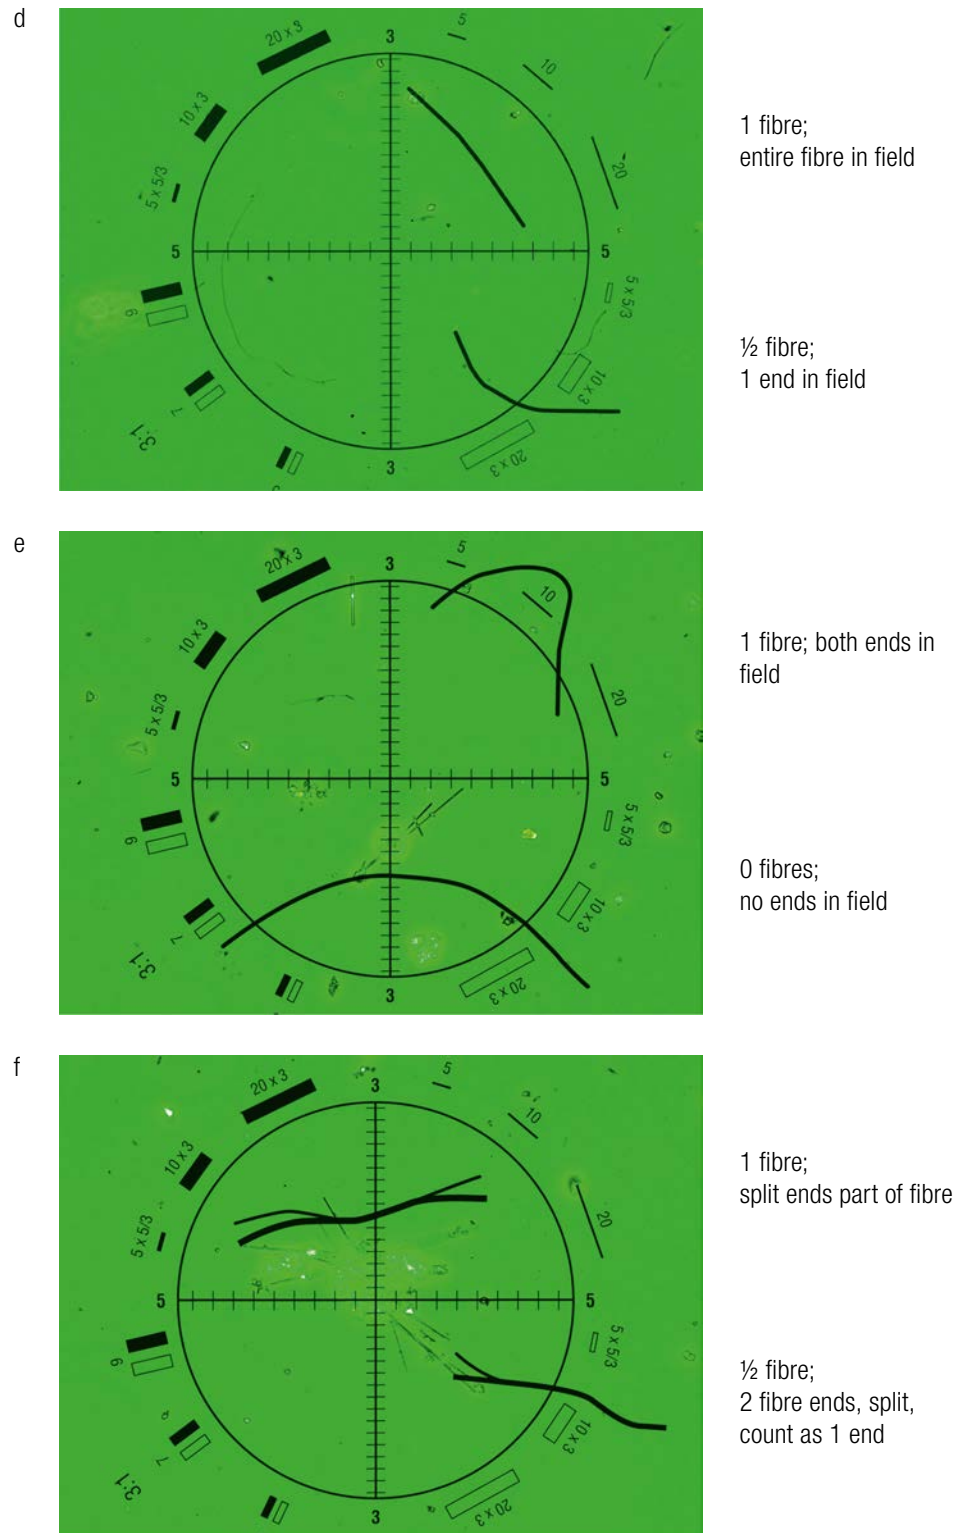 d
20 x 3
3
5
10
10 x 3
20
5 x 5/3
5
5
5 x 5/3
6
10 x 3
7
3:1
20 x 3
3
1 fibre;
entire fibre in field
½ fibre;
1 end in field
e
20 x 3
3
5
10
10 x 3
20
5 x 5/3
5
5
5 x 5/3
6
10 x 3
7
3:1
20 x 3
3
1 fibre; both ends in
field
0 fibres;
no ends in field
f
20 x 3
3
5
10
10 x 3
20
5 x 5/3
5
5
5 x 5/3
6
10 x 3
7
3:1
20 x 3
3
1 fibre;
split ends part of fibre
½ fibre;
2 fibre ends, split,
count as 1 end